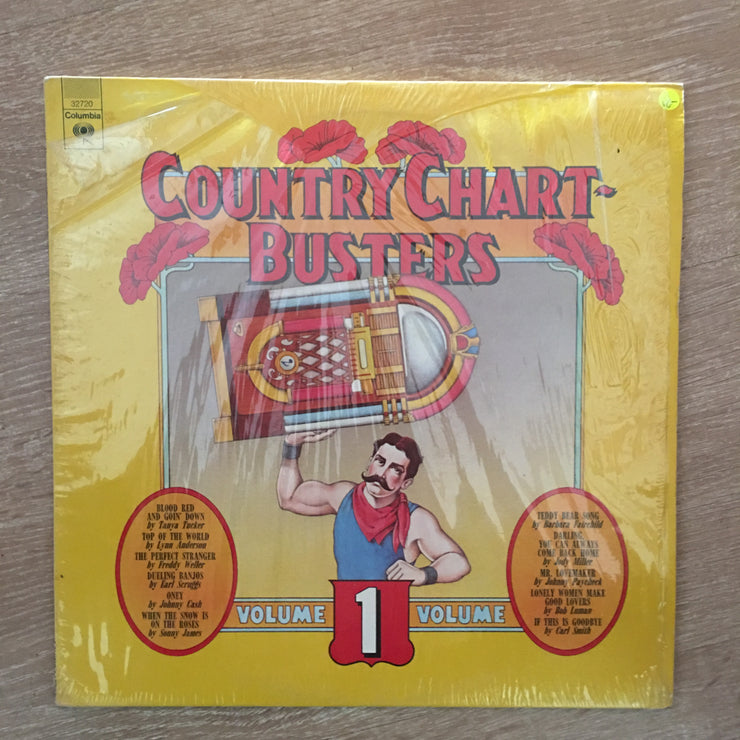 32720
Columbia
COUNTRY CHART-
BUSTERS
BLOOD RED
AND GOIN' DOWN
by Tanya Tucker
TOP OF THE WORLD
by Lynn Anderson
THE PERFECT STRANGER
by Freddy Weller
DUELING BANJOS
by Earl Scruggs
ONEY
by Johnny Cash
WHEN THE SNOW IS
ON THE ROSES
by Sonny James
TEDDY BEAR SONG
by Barbara Fairchild
DARLING,
YOU CAN ALWAYS
COME BACK HOME
by Jody Miller
MR. LOVEMAKER
by Johnny Paycheck
LONELY WOMEN MAKE
GOOD LOVERS
by Bob Luman
IF THIS IS GOODBYE
by Carl Smith
VOLUME 1 VOLUME